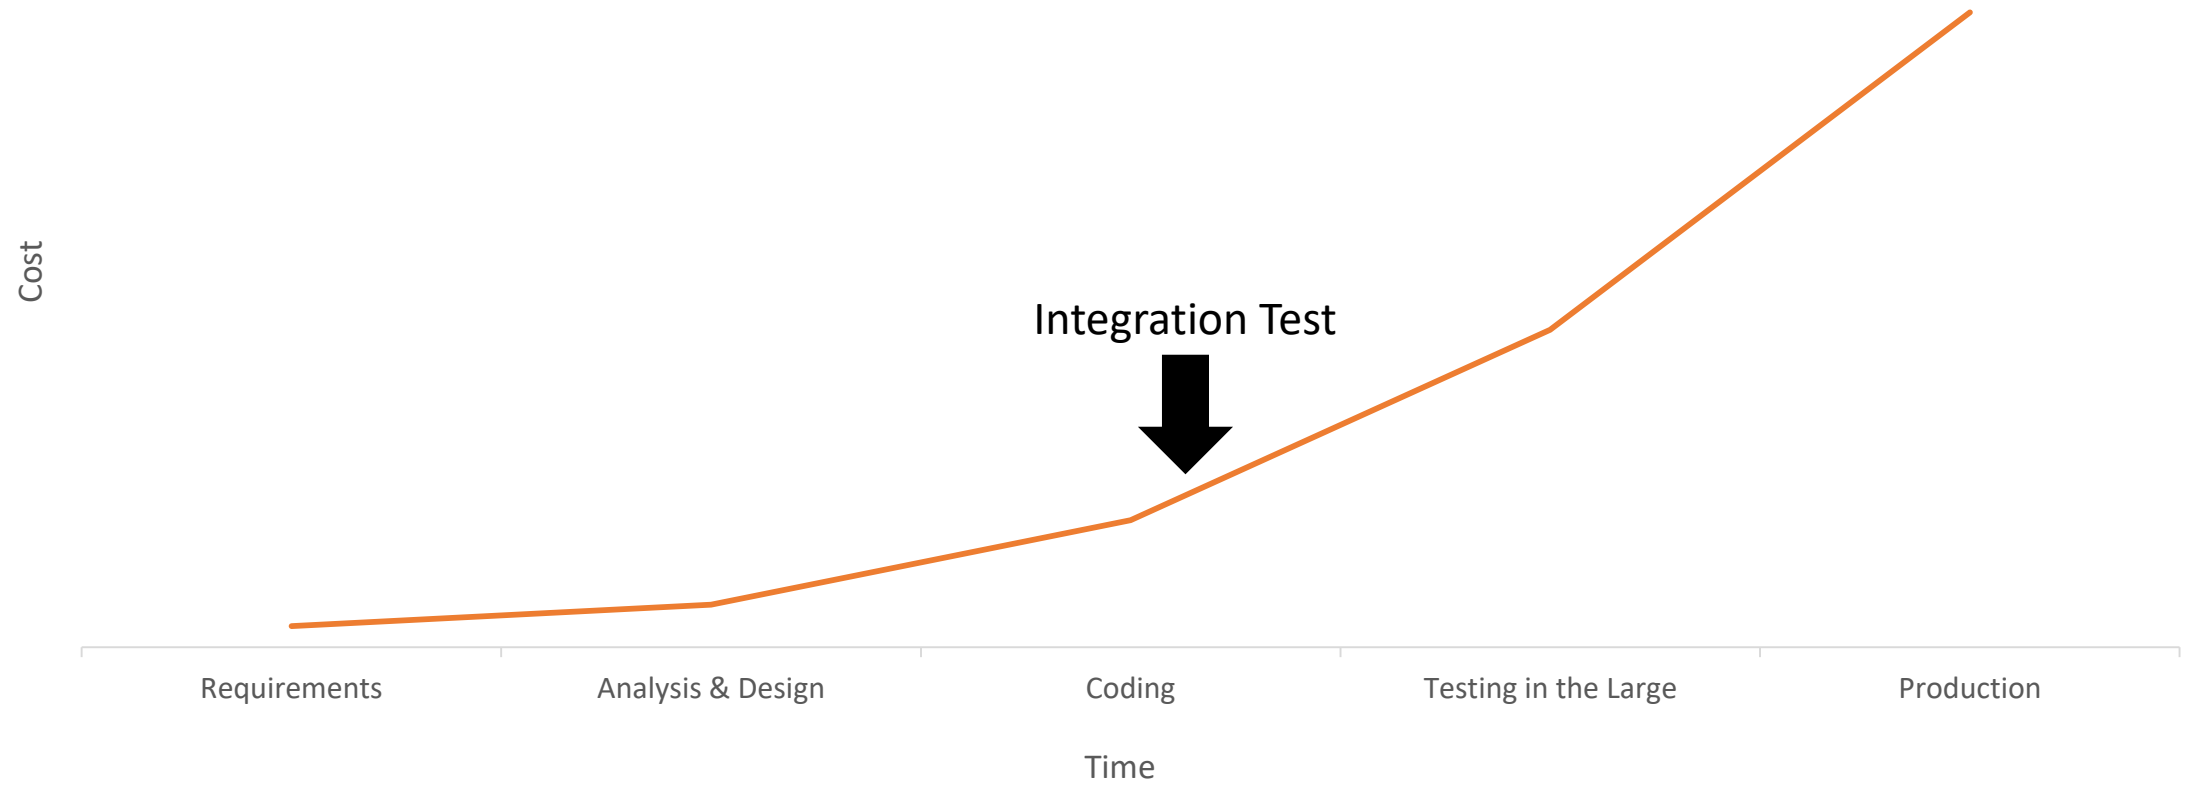 Cost
Integration Test
Requirements
Analysis & Design
Coding
Testing in the Large
Production
Time